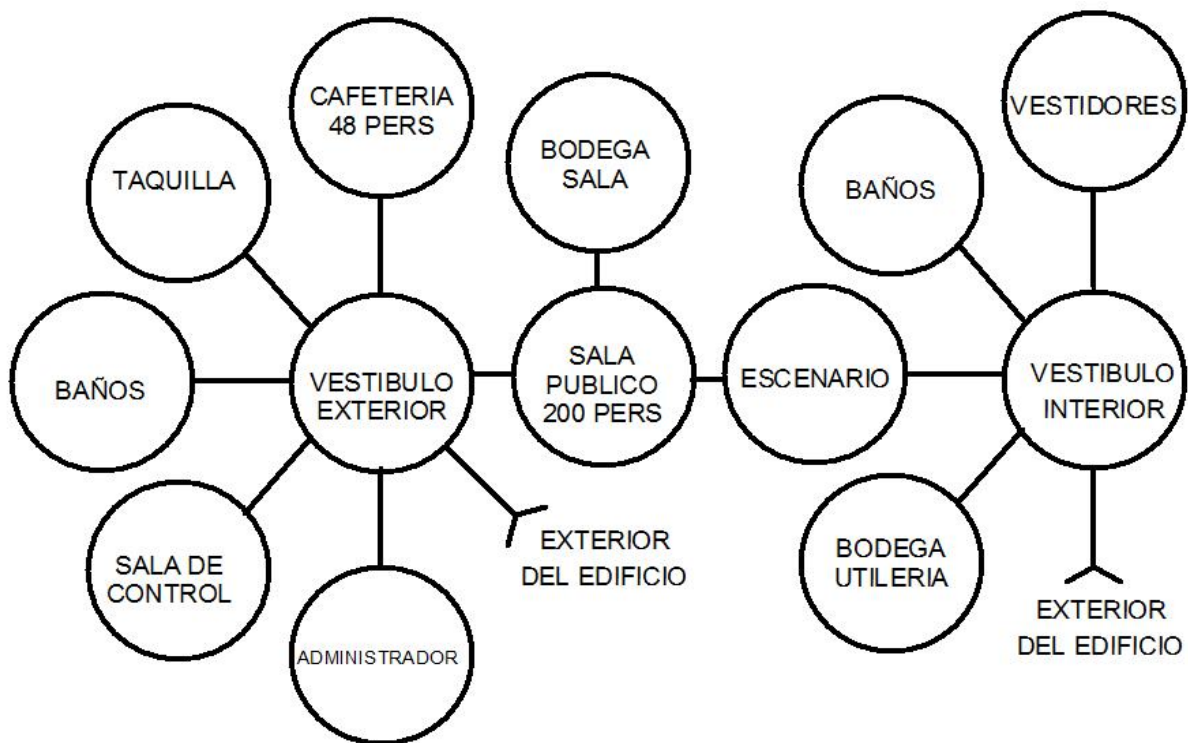 CAFETERIA
48 PERS
VESTIDORES
BODEGA
SALA
TAQUILLA
BAÑOS
BAÑOS
VESTIBULO
EXTERIOR
SALA
PUBLICO
200 PERS
ESCENARIO
VESTIBULO
INTERIOR
SALA DE
CONTROL
EXTERIOR
DEL EDIFICIO
BODEGA
UTILERIA
ADMINISTRADOR
EXTERIOR
DEL EDIFICIO